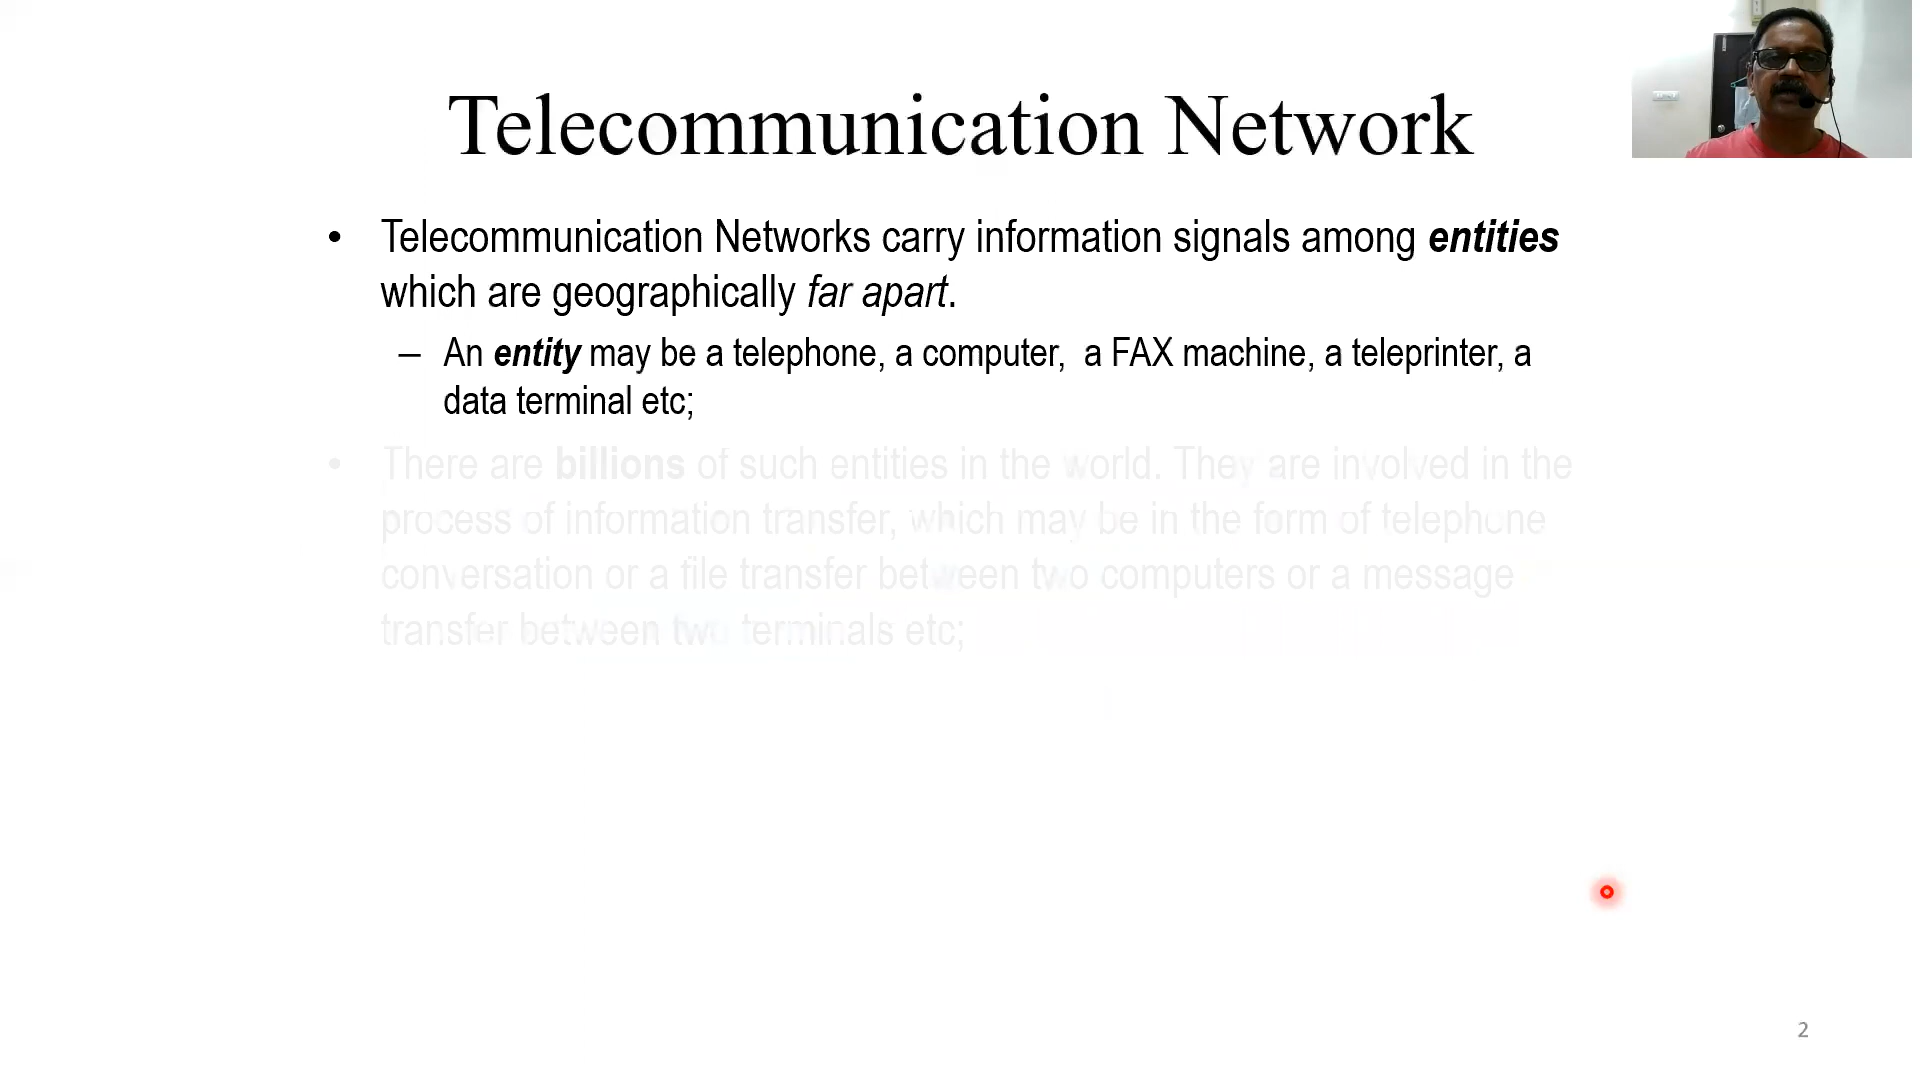 Telecommunication Network
• Telecommunication Networks carry information signals among entities
which are geographically far apart.
– An entity may be a telephone, a computer,  a FAX machine, a teleprinter, a
data terminal etc;
• There are billions of such entities in the world. They are involved in the
process of information transfer, which may be in the form of telephone
conversation or a file transfer between two computers or a message
transfer between two terminals etc;
2